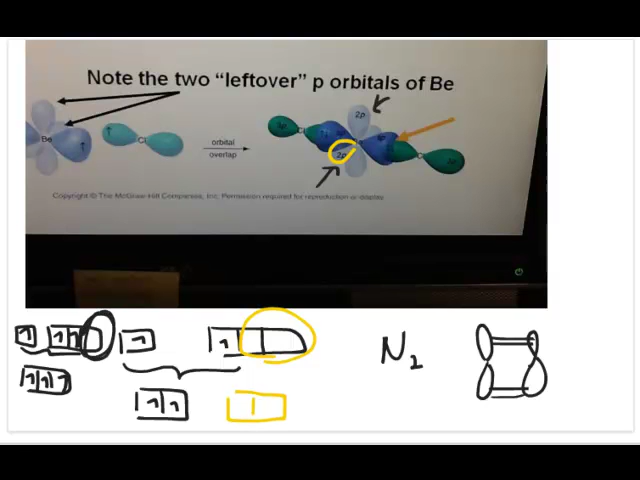 Note the two "leftover" p orbitals of Be
2p
Be
Cl
orbital
overlap
2p
Copyright © The McGraw-Hill Companies, Inc. Permission required for reproduction or display.
N2